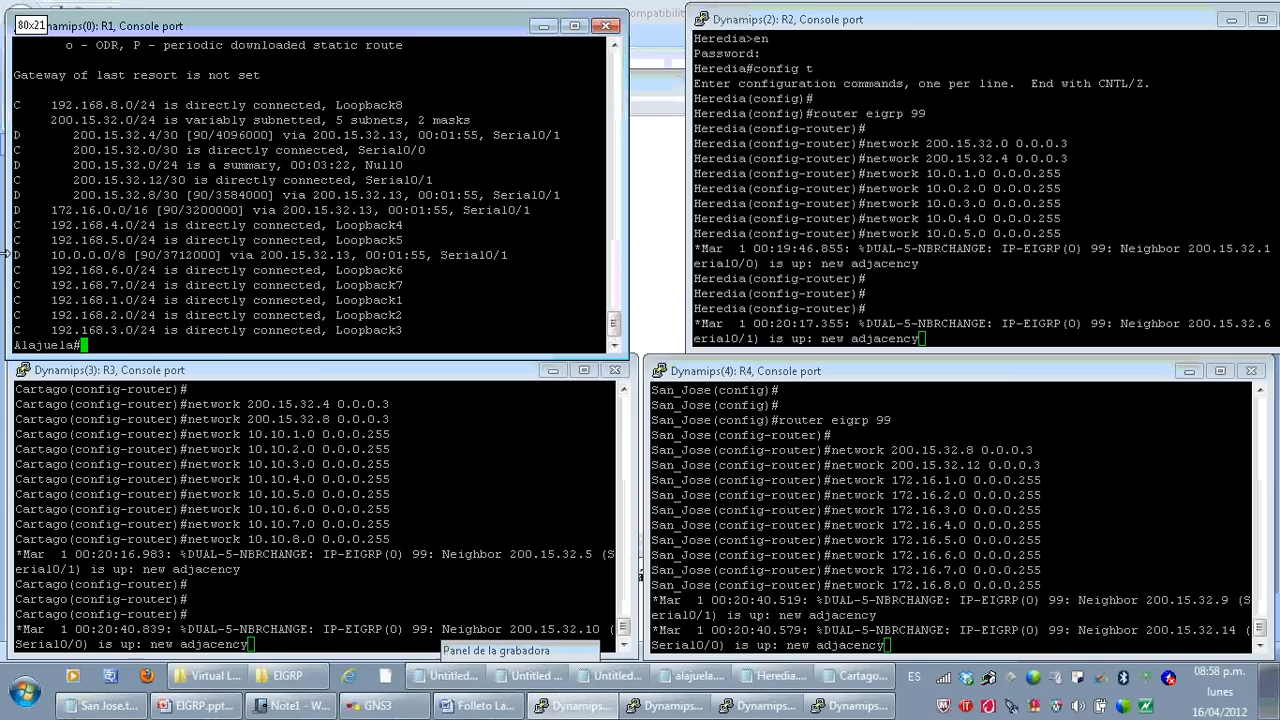 80x21
namips(0): R1, Console port
o - ODR, P - periodic downloaded static route
Gateway of last resort is not set
C 192.168.8.0/24 is directly connected, Loopback8
200.15.32.0/24 is variably subnetted, 5 subnets, 2 masks
D 200.15.32.4/30 [90/4096000] via 200.15.32.13, 00:01:55, Serial0/1
C 200.15.32.0/30 is directly connected, Serial0/0
D 200.15.32.0/24 is a summary, 00:03:22, Null0
C 200.15.32.12/30 is directly connected, Serial0/1
D 200.15.32.8/30 [90/3584000] via 200.15.32.13, 00:01:55, Serial0/1
D 172.16.0.0/16 [90/3200000] via 200.15.32.13, 00:01:55, Serial0/1
C 192.168.4.0/24 is directly connected, Loopback4
C 192.168.5.0/24 is directly connected, Loopback5
D 10.0.0.0/8 [90/3712000] via 200.15.32.13, 00:01:55, Serial0/1
C 192.168.6.0/24 is directly connected, Loopback6
C 192.168.7.0/24 is directly connected, Loopback7
C 192.168.1.0/24 is directly connected, Loopback1
C 192.168.2.0/24 is directly connected, Loopback2
C 192.168.3.0/24 is directly connected, Loopback3
Alajuela#
ompatibility
Dynamips(2): R2, Console port
Heredia>en
Password:
Heredia#config t
Enter configuration commands, one per line. End with CNTL/Z.
Heredia(config)#
Heredia(config)#router eigrp 99
Heredia(config-router)#
Heredia(config-router)#network 200.15.32.0 0.0.0.3
Heredia(config-router)#network 200.15.32.4 0.0.0.3
Heredia(config-router)#network 10.0.1.0 0.0.0.255
Heredia(config-router)#network 10.0.2.0 0.0.0.255
Heredia(config-router)#network 10.0.3.0 0.0.0.255
Heredia(config-router)#network 10.0.4.0 0.0.0.255
Heredia(config-router)#network 10.0.5.0 0.0.0.255
*Mar 1 00:19:46.855: %DUAL-5-NBRCHANGE: IP-EIGRP(0) 99: Neighbor 200.15.32.1
erial0/0) is up: new adjacency
Heredia(config-router)#
Heredia(config-router)#
Heredia(config-router)#
*Mar 1 00:20:17.355: %DUAL-5-NBRCHANGE: IP-EIGRP(0) 99: Neighbor 200.15.32.6
erial0/1) is up: new adjacency
Dynamips(3): R3, Console port
Cartago(config-router)#
Cartago(config-router)#network 200.15.32.4 0.0.0.3
Cartago(config-router)#network 200.15.32.8 0.0.0.3
Cartago(config-router)#network 10.10.1.0 0.0.0.255
Cartago(config-router)#network 10.10.2.0 0.0.0.255
Cartago(config-router)#network 10.10.3.0 0.0.0.255
Cartago(config-router)#network 10.10.4.0 0.0.0.255
Cartago(config-router)#network 10.10.5.0 0.0.0.255
Cartago(config-router)#network 10.10.6.0 0.0.0.255
Cartago(config-router)#network 10.10.7.0 0.0.0.255
Cartago(config-router)#network 10.10.8.0 0.0.0.255
*Mar 1 00:20:16.983: %DUAL-5-NBRCHANGE: IP-EIGRP(0) 99: Neighbor 200.15.32.5 (S
erial0/1) is up: new adjacency
Cartago(config-router)#
Cartago(config-router)#
Cartago(config-router)#
*Mar 1 00:20:40.839: %DUAL-5-NBRCHANGE: IP-EIGRP(0) 99: Neighbor 200.15.32.10 (
Serial0/0) is up: new adjacency
Panel de la grabadora
Dynamips(4): R4, Console port
San_Jose(config)#
San_Jose(config)#
San_Jose(config)#router eigrp 99
San_Jose(config-router)#
San_Jose(config-router)#network 200.15.32.8 0.0.0.3
San_Jose(config-router)#network 200.15.32.12 0.0.0.3
San_Jose(config-router)#network 172.16.1.0 0.0.0.255
San_Jose(config-router)#network 172.16.2.0 0.0.0.255
San_Jose(config-router)#network 172.16.3.0 0.0.0.255
San_Jose(config-router)#network 172.16.4.0 0.0.0.255
San_Jose(config-router)#network 172.16.5.0 0.0.0.255
San_Jose(config-router)#network 172.16.6.0 0.0.0.255
San_Jose(config-router)#network 172.16.7.0 0.0.0.255
San_Jose(config-router)#network 172.16.8.0 0.0.0.255
*Mar 1 00:20:40.519: %DUAL-5-NBRCHANGE: IP-EIGRP(0) 99: Neighbor 200.15.32.9 (S
erial0/1) is up: new adjacency
*Mar 1 00:20:40.579: %DUAL-5-NBRCHANGE: IP-EIGRP(0) 99: Neighbor 200.15.32.14 (
Serial0/0) is up: new adjacency
Virtual L... EIGRP Untitled... Untitled ... Untitled... alajuela... Heredia.... Cartago... ES 08:58 p.m.
lunes
San Jose.t... EIGRP.ppt... Note1 - W... GNS3 Folleto La... Dynamips... Dynamips... Dynamips... Dynamips... 16/04/2012